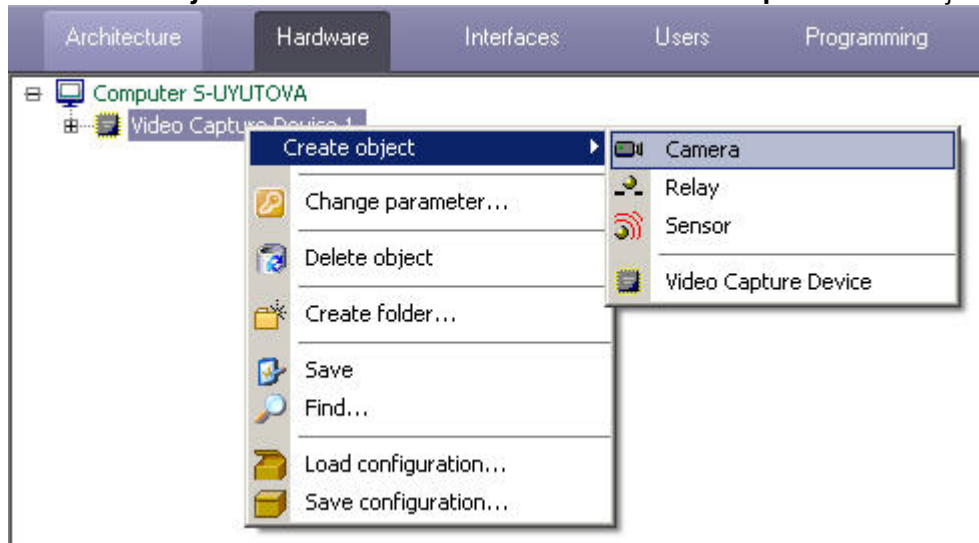 Architecture Hardware Interfaces Users Programming
Computer S-UYUTOVA
Video Capture Device 1
Create object
Camera
Change parameter...
Relay
Sensor
Delete object
Video Capture Device
Create folder...
Save
Find...
Load configuration...
Save configuration...